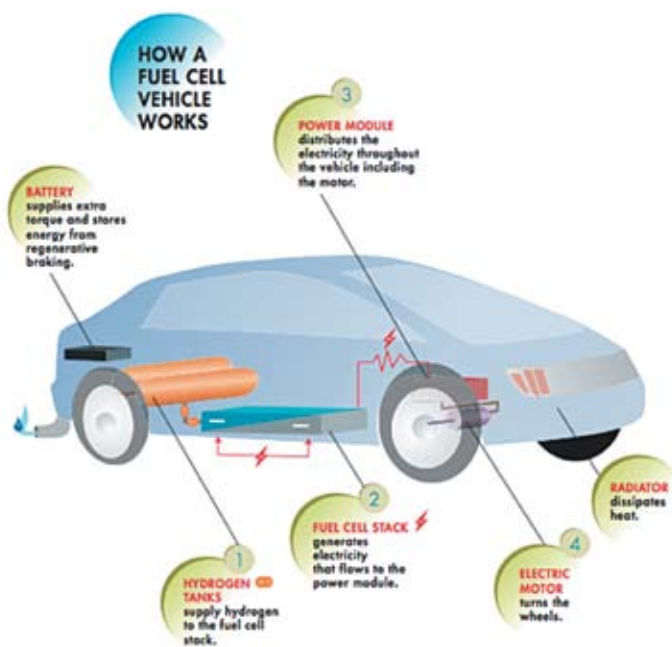 HOW A
FUEL CELL
VEHICLE
WORKS
3
POWER MODULE
distributes the
electricity throughout
the vehicle including
the motor.
BATTERY
supplies extra
torque and stores
energy from
regenerative
braking.
2
FUEL CELL STACK
generates
electricity
that flows to the
power module.
RADIATOR
dissipates
heat.
1
HYDROGEN
TANKS
supply hydrogen
to the fuel cell
stack.
4
ELECTRIC
MOTOR
turns the
wheels.